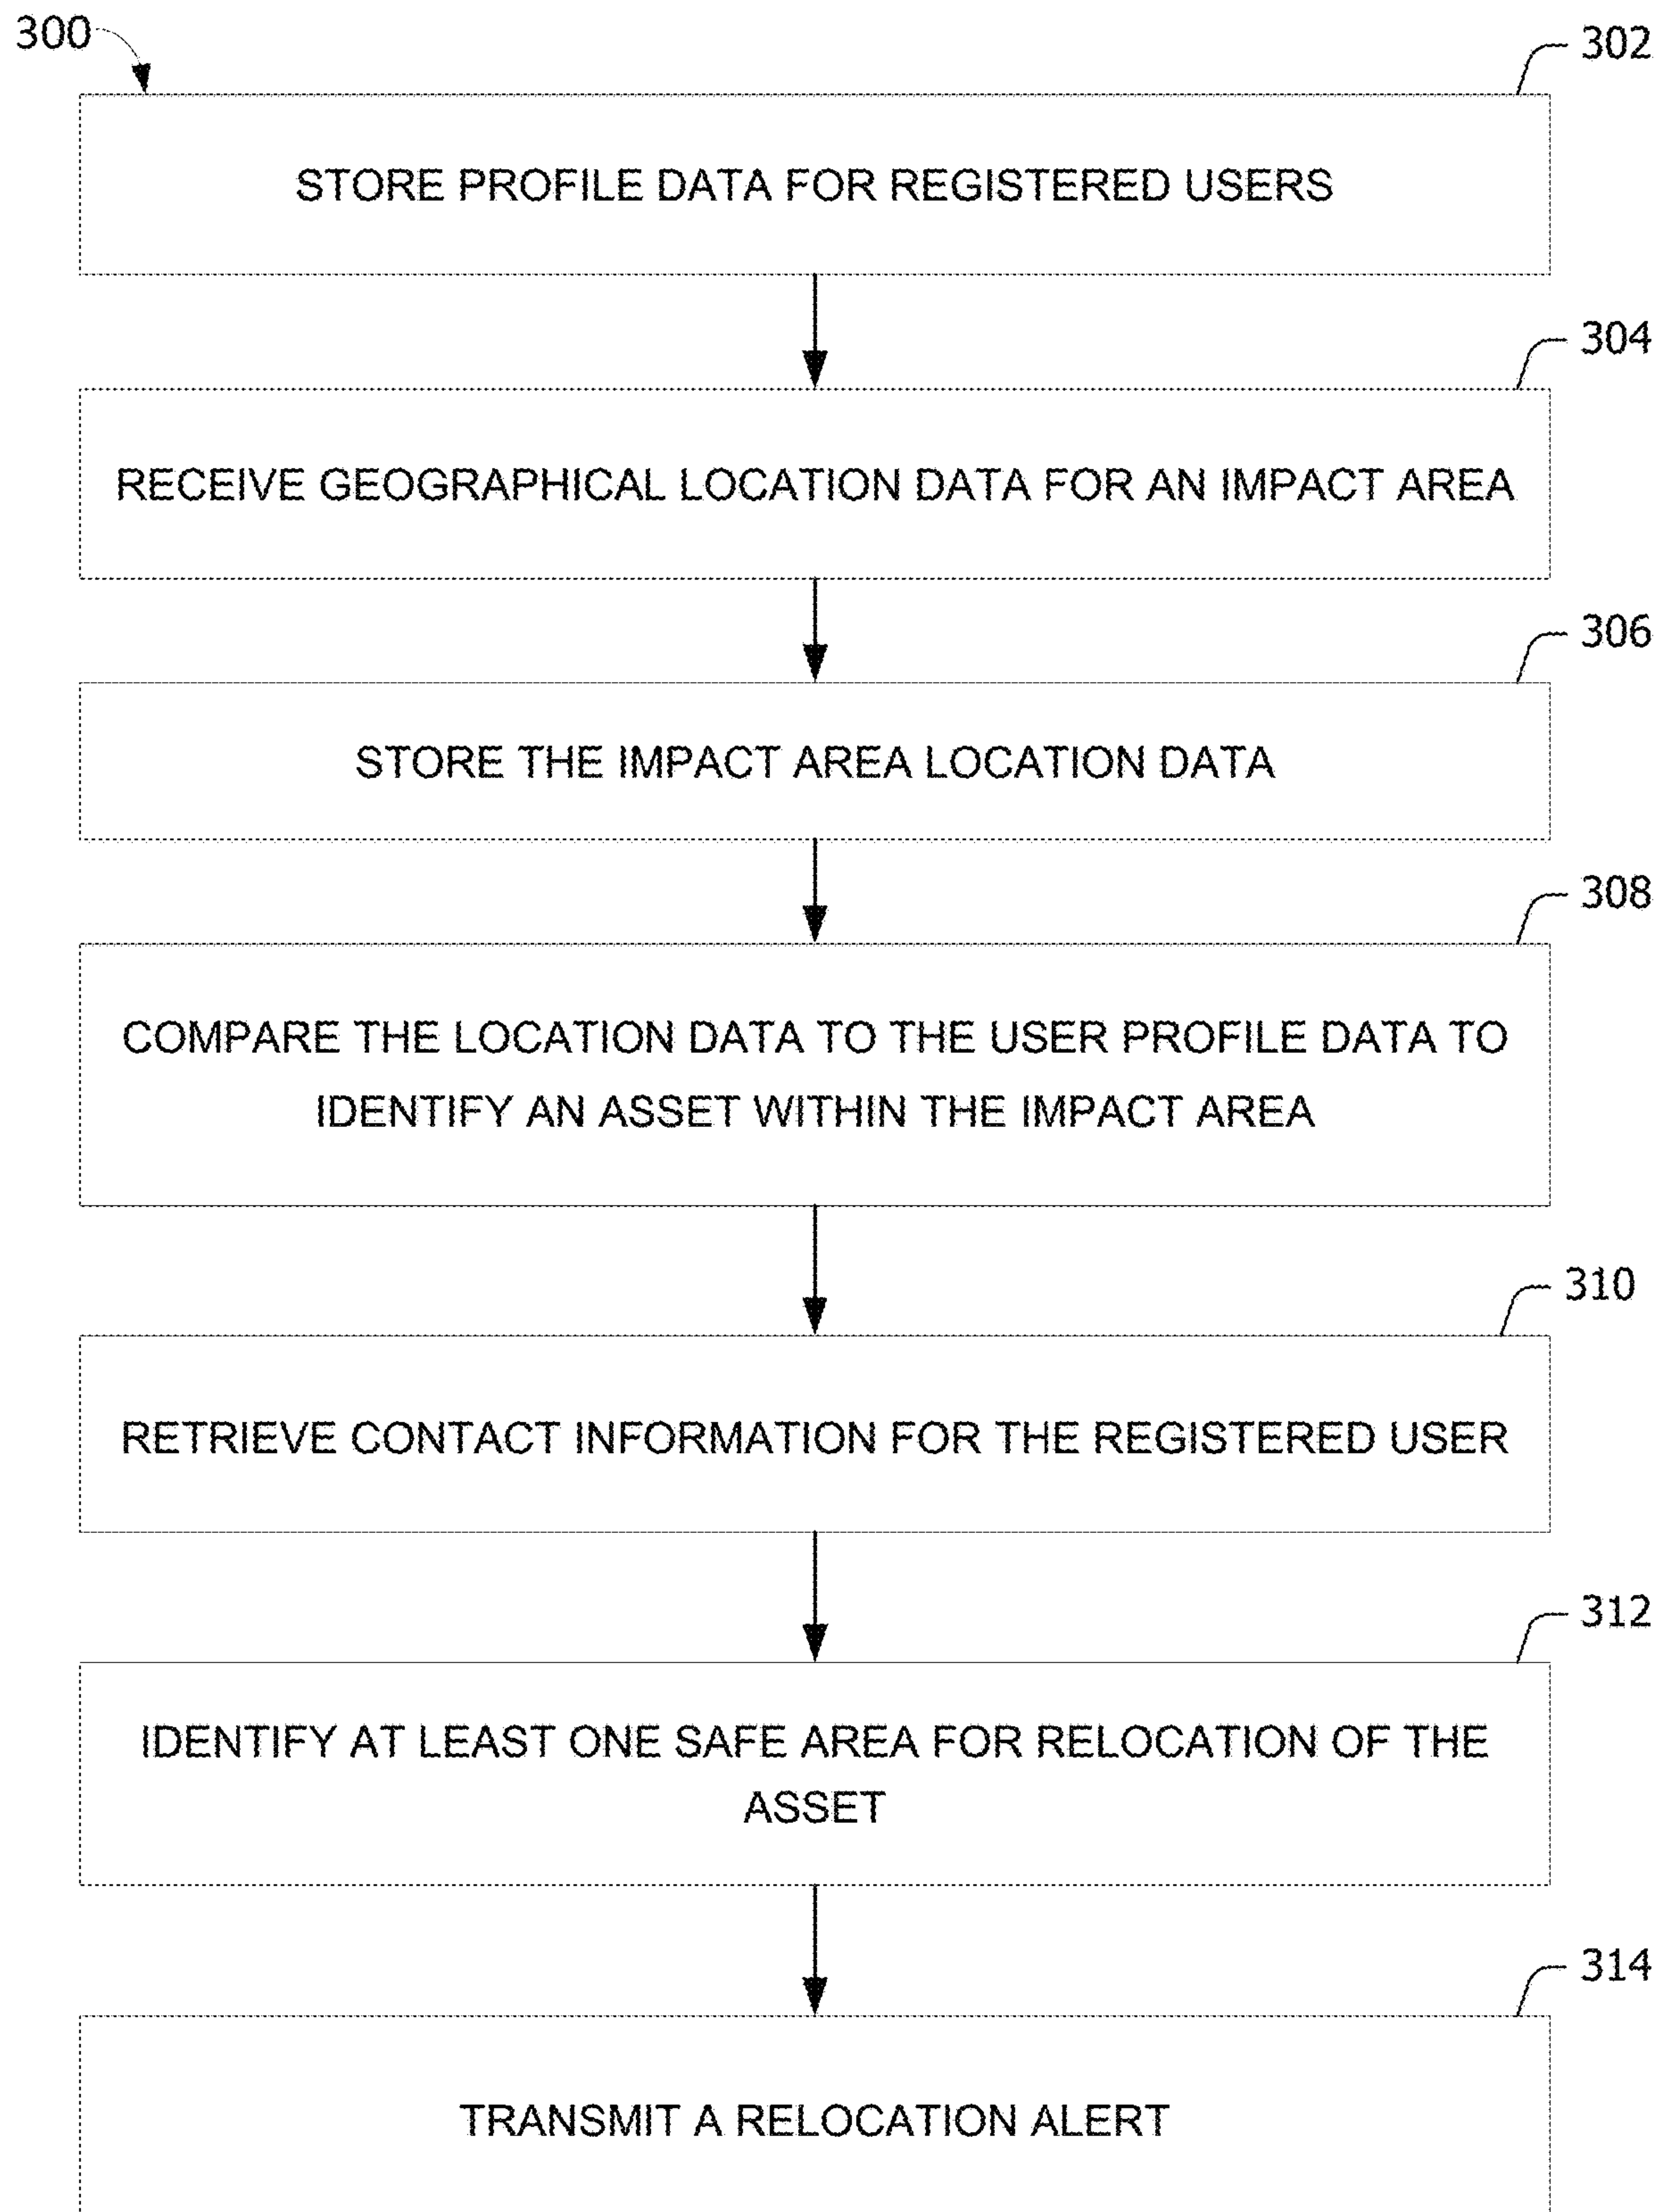 300
302
STORE PROFILE DATA FOR REGISTERED USERS
304
RECEIVE GEOGRAPHICAL LOCATION DATA FOR AN IMPACT AREA
306
STORE THE IMPACT AREA LOCATION DATA
308
COMPARE THE LOCATION DATA TO THE USER PROFILE DATA TO
IDENTIFY AN ASSET WITHIN THE IMPACT AREA
310
RETRIEVE CONTACT INFORMATION FOR THE REGISTERED USER
312
IDENTIFY AT LEAST ONE SAFE AREA FOR RELOCATION OF THE
ASSET
314
TRANSMIT A RELOCATION ALERT